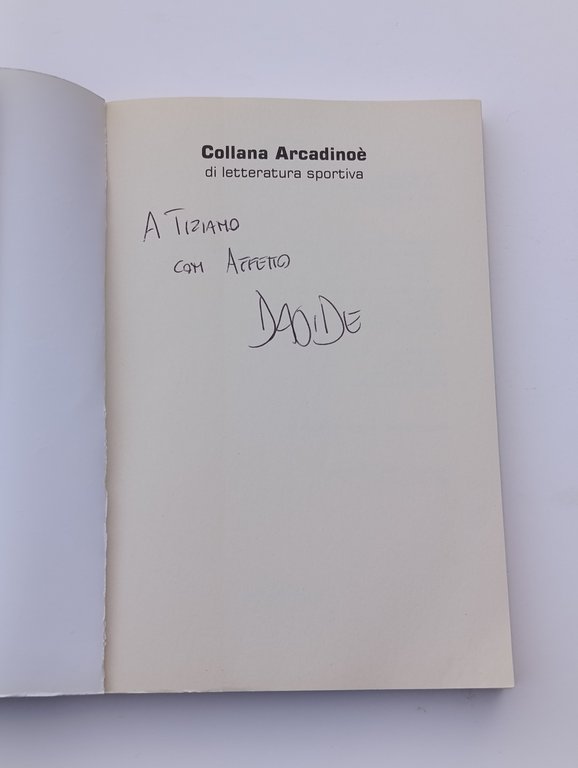 Collana Arcadinoè
di letteratura sportiva
A TIZIANO
CON AFFETTO
DAVIDE